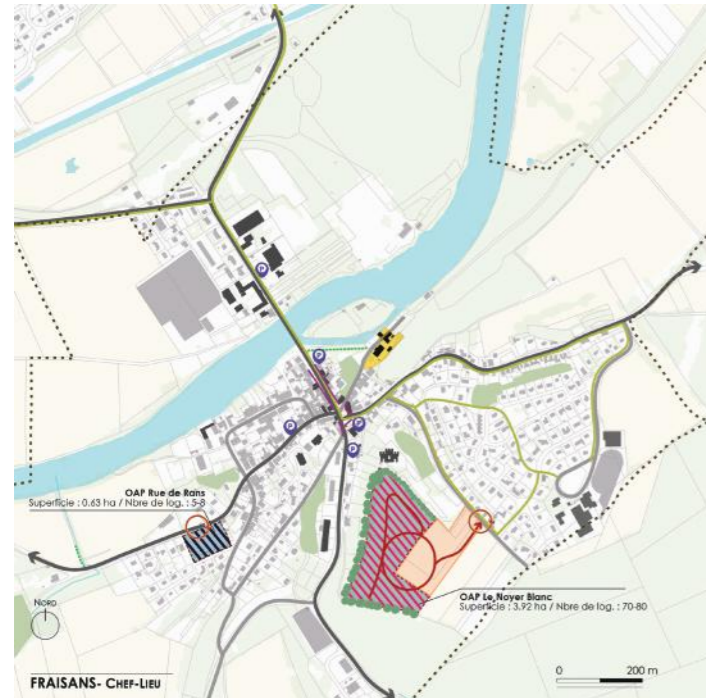 P
P
P
P
P
OAP Rue de Rans
Superficie : 0.63 ha / Nbre de log. : 5-8
OAP Le Noyer Blanc
Superficie : 3.92 ha / Nbre de log. : 70-80
NORD
FRAISANS- CHEF-LIEU
0 200 m